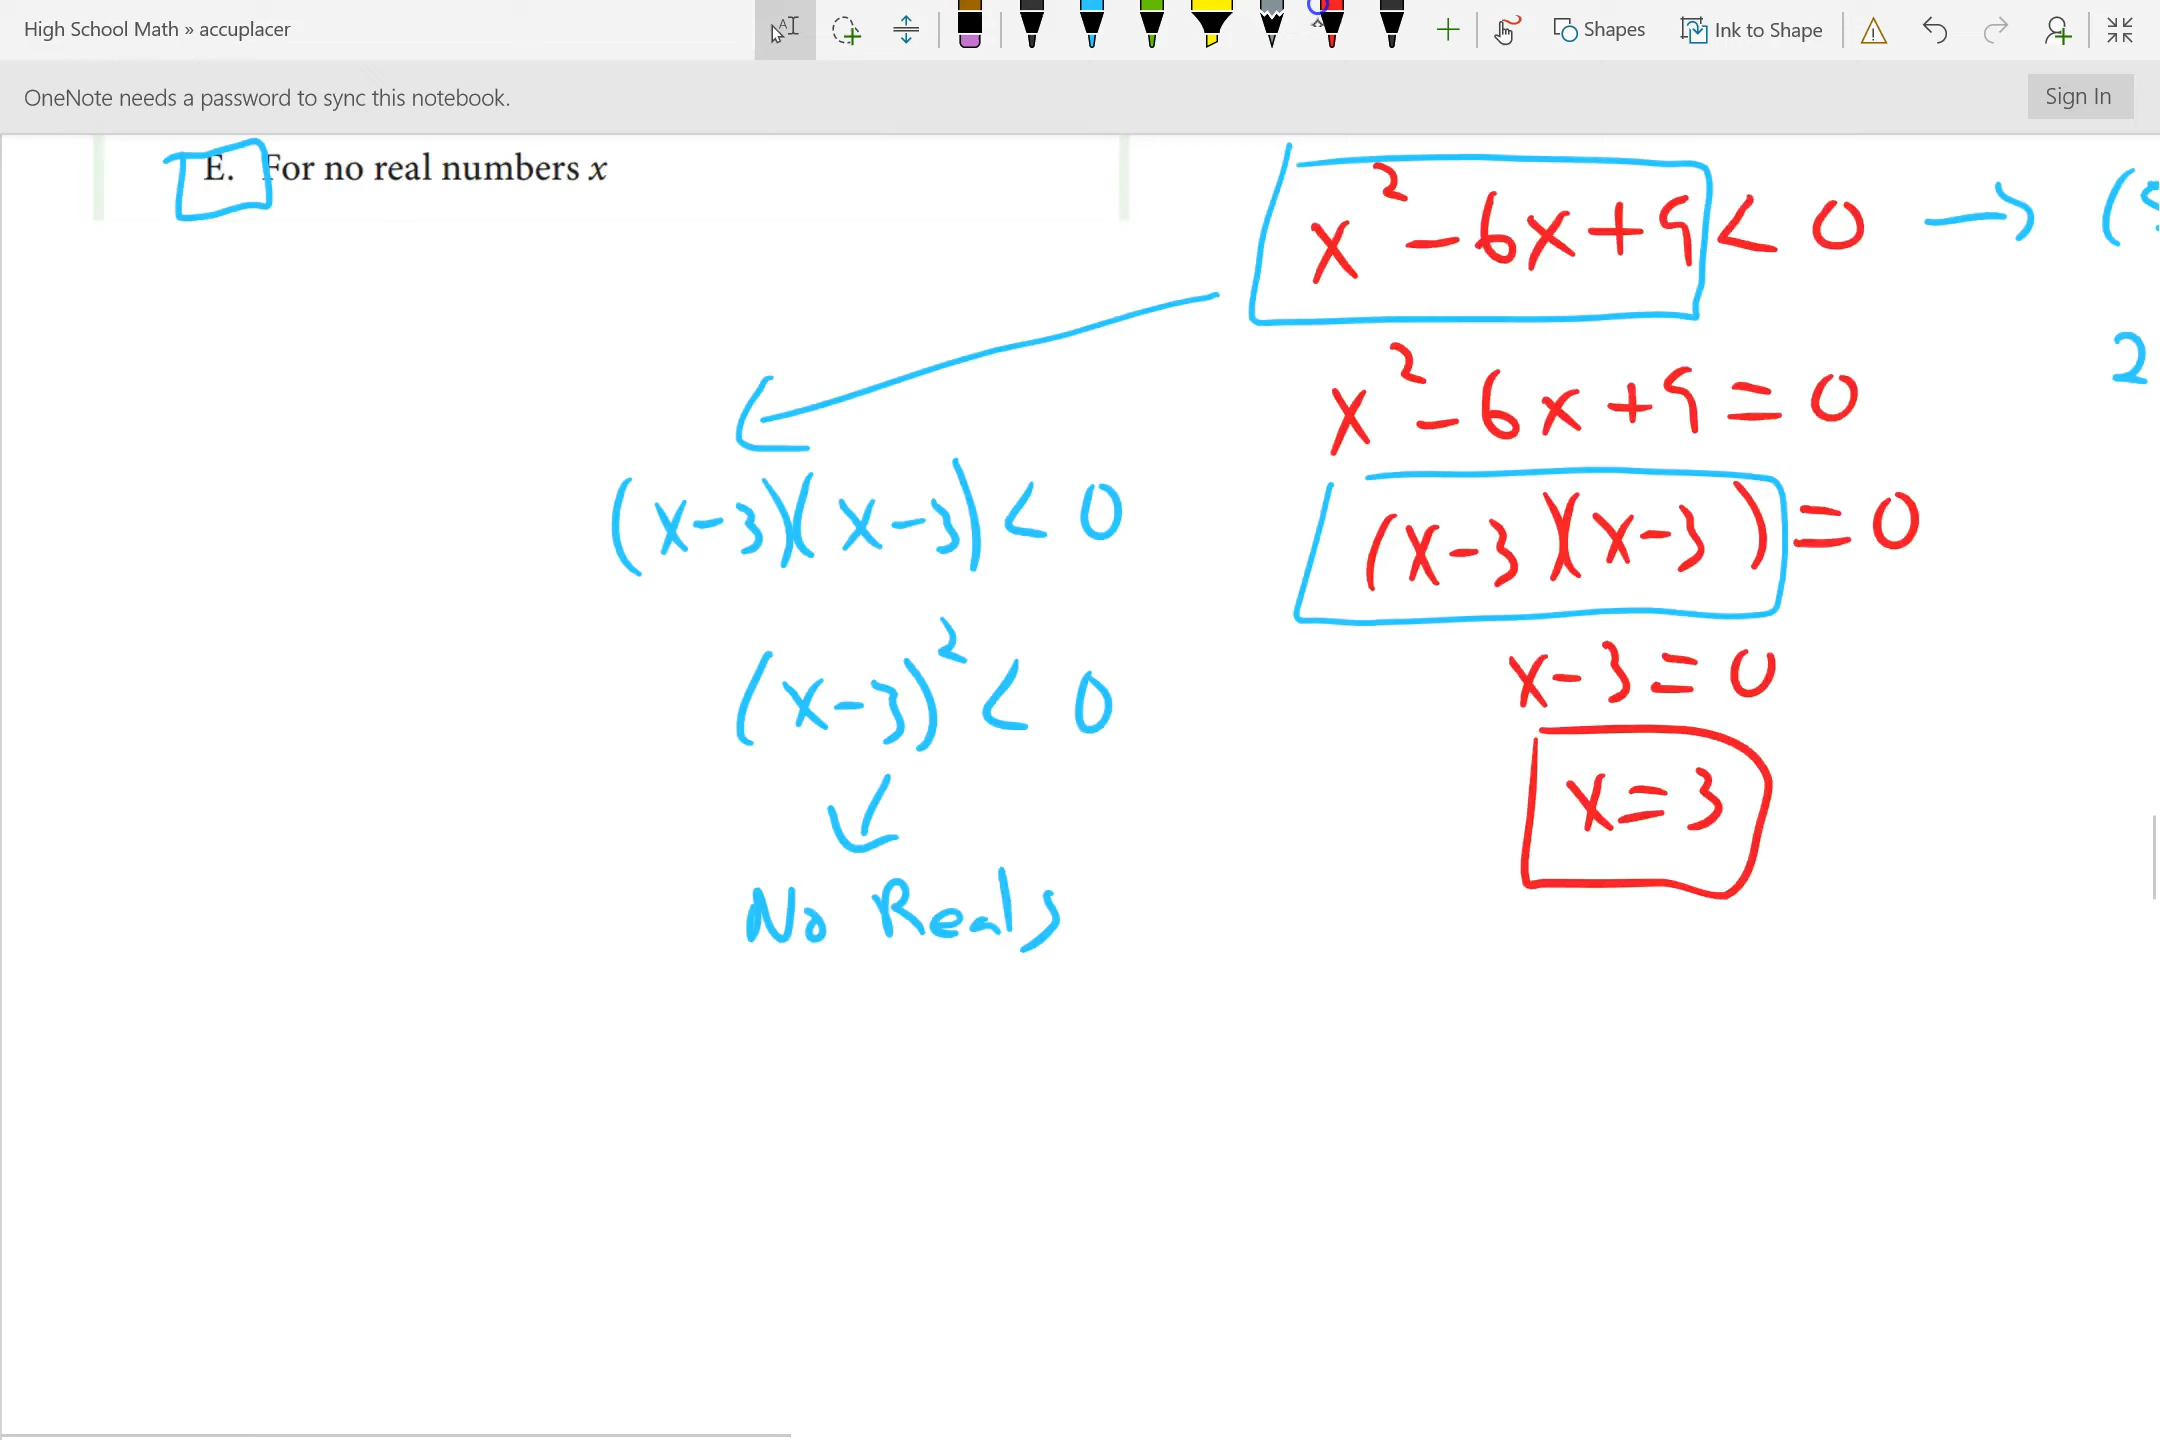 High School Math » accuplacer
Shapes
Ink to Shape
OneNote needs a password to sync this notebook.
Sign In
E. For no real numbers x
x² - 6x + 9 < 0 → (
2
x² - 6x + 9 = 0
(x-3)(x-3) < 0
(x-3)(x-3) = 0
(x-3)² < 0
x-3 = 0
x = 3
No Reals